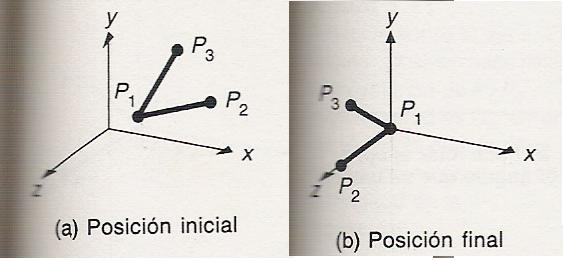 y
P3
P1
P2
x
z
(a) Posición inicial
y
P3
P1
x
z
P2
(b) Posición final